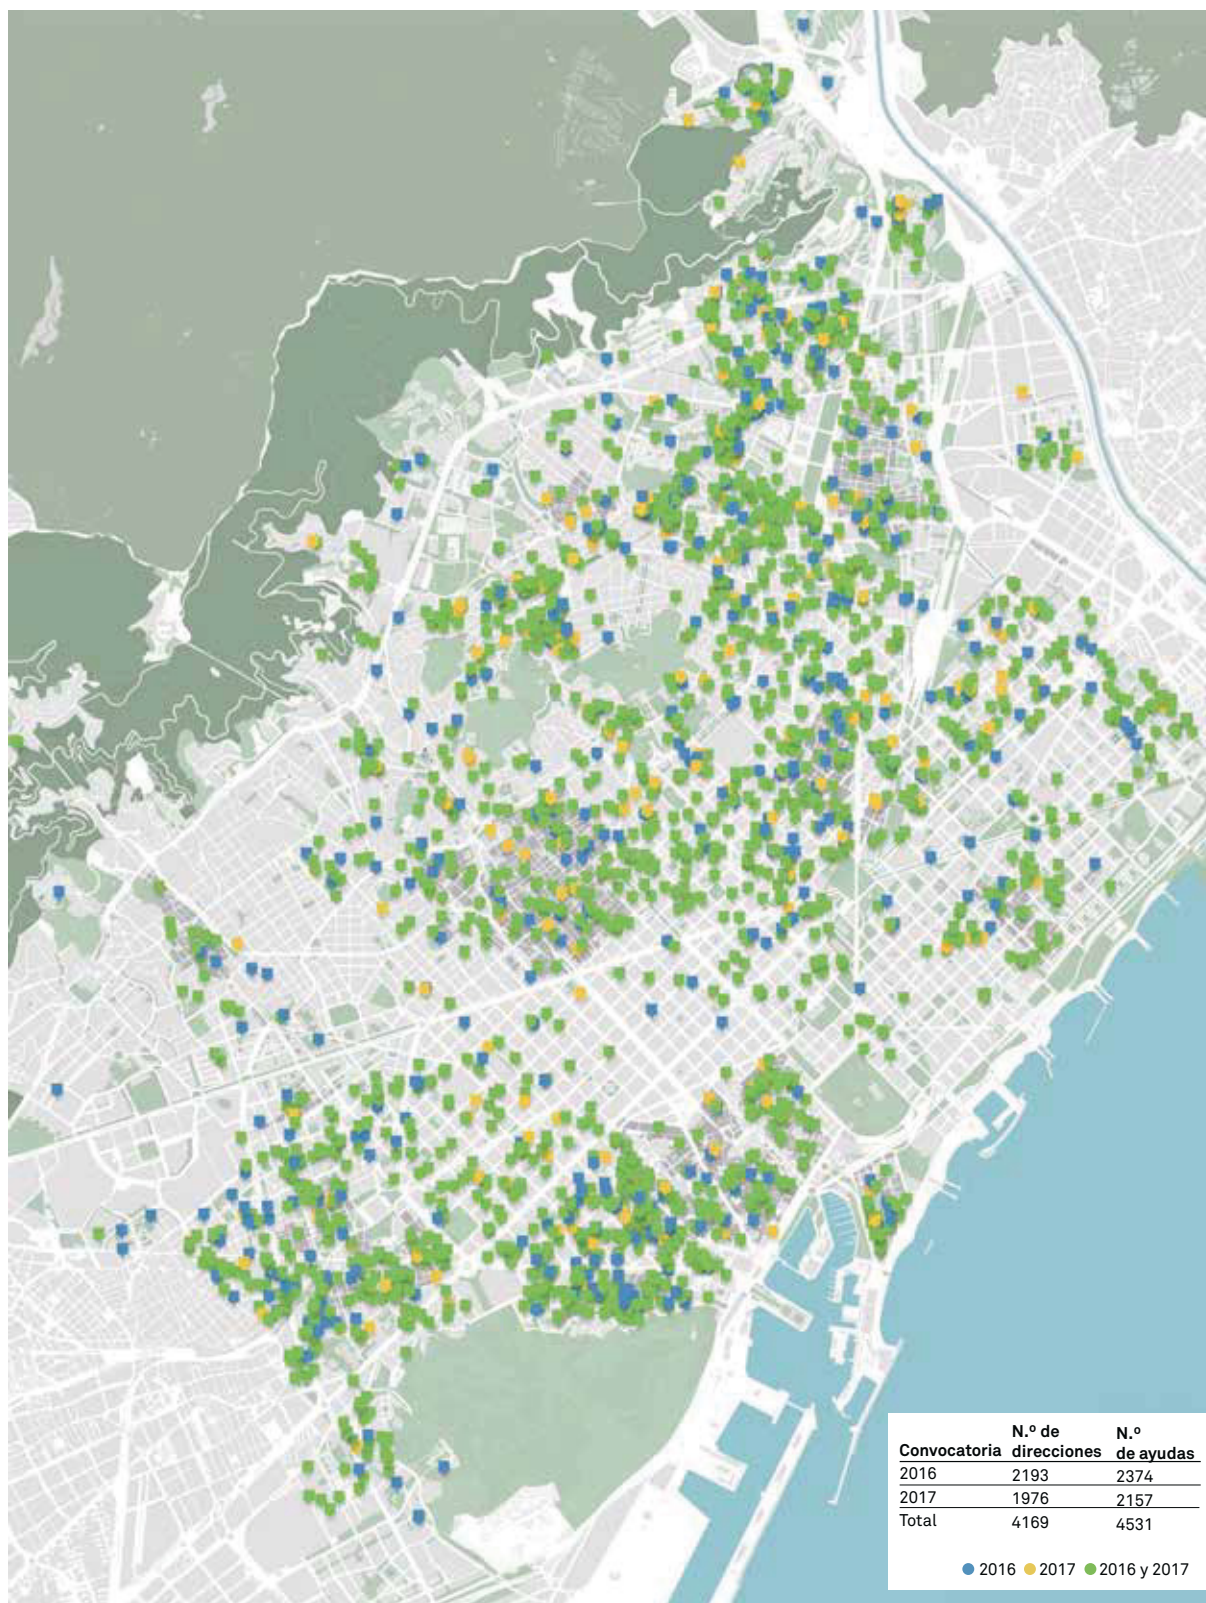 Convocatoria N.º de direcciones N.º de ayudas
2016 2193 2374
2017 1976 2157
Total 4169 4531
2016 2017 2016 y 2017